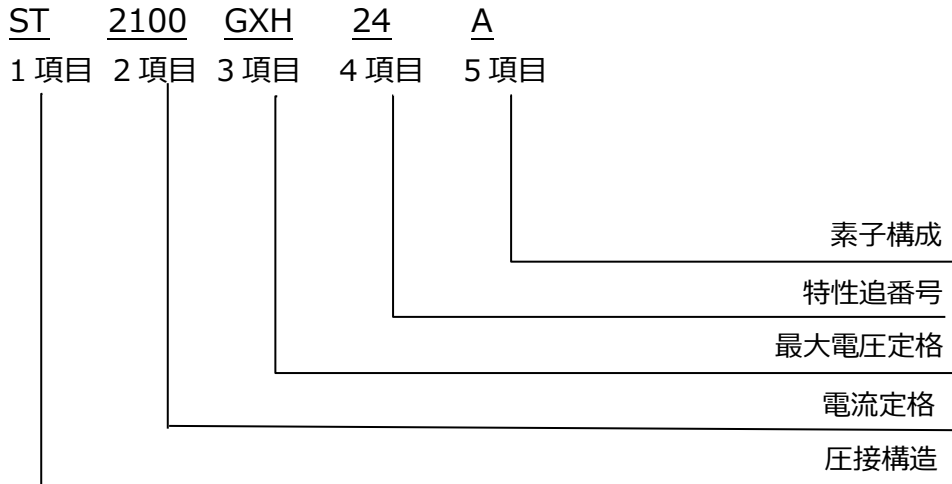 ST 2100 GXH 24 A
1 項目 2 項目 3 項目 4 項目 5 項目
素子構成
特性追番号
最大電圧定格
電流定格
圧接構造